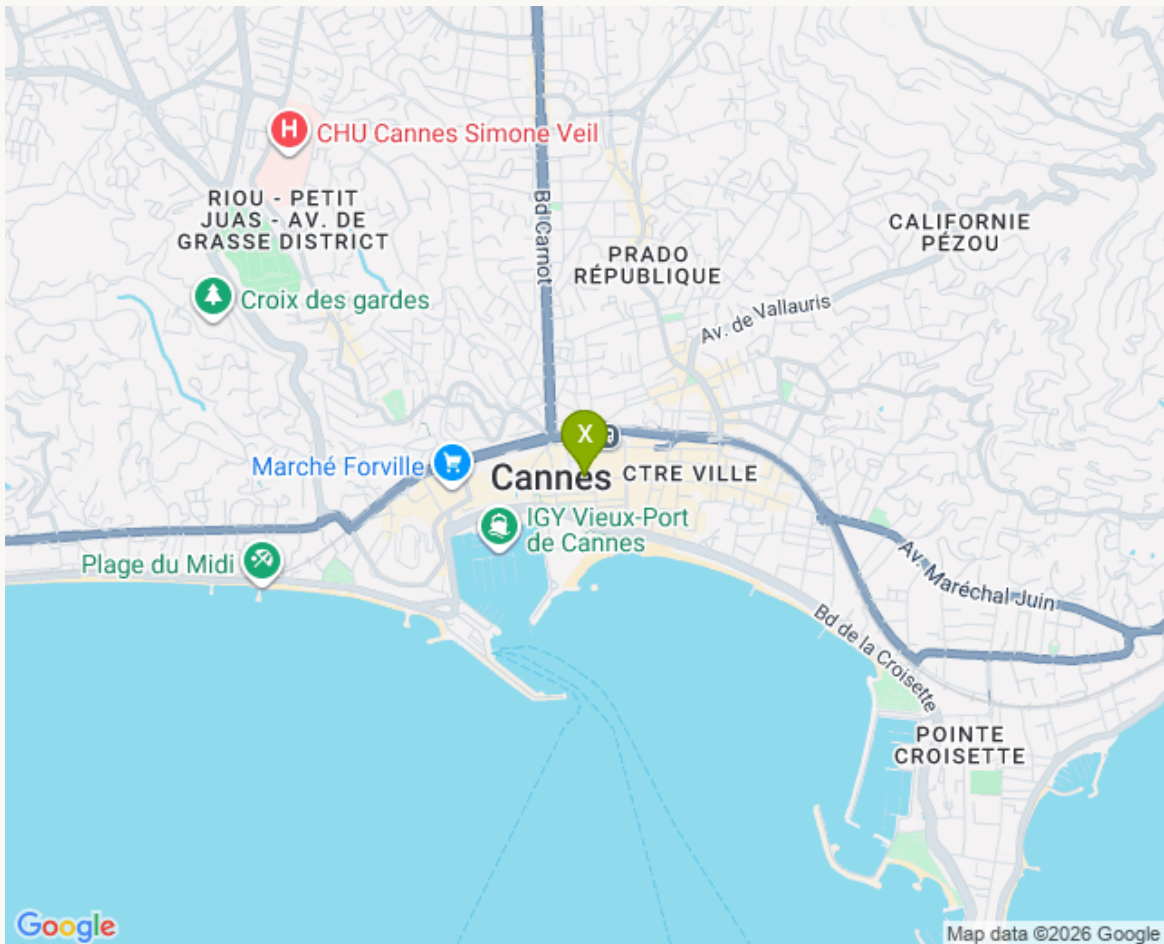 H
CHU Cannes Simone Veil
RIOU - PETIT
JUAS - AV. DE
GRASSE DISTRICT
Bd Carnot
CALIFORNIE
PÉZOU
PRADO
RÉPUBLIQUE
Croix des gardes
Av. de Vallauris
X
Marché Forville
Cannes
CTRE VILLE
IGY Vieux-Port
de Cannes
Plage du Midi
Av. Maréchal Juin
Bd de la Croisette
POINTE
CROISETTE
Google
Map data ©2026 Google